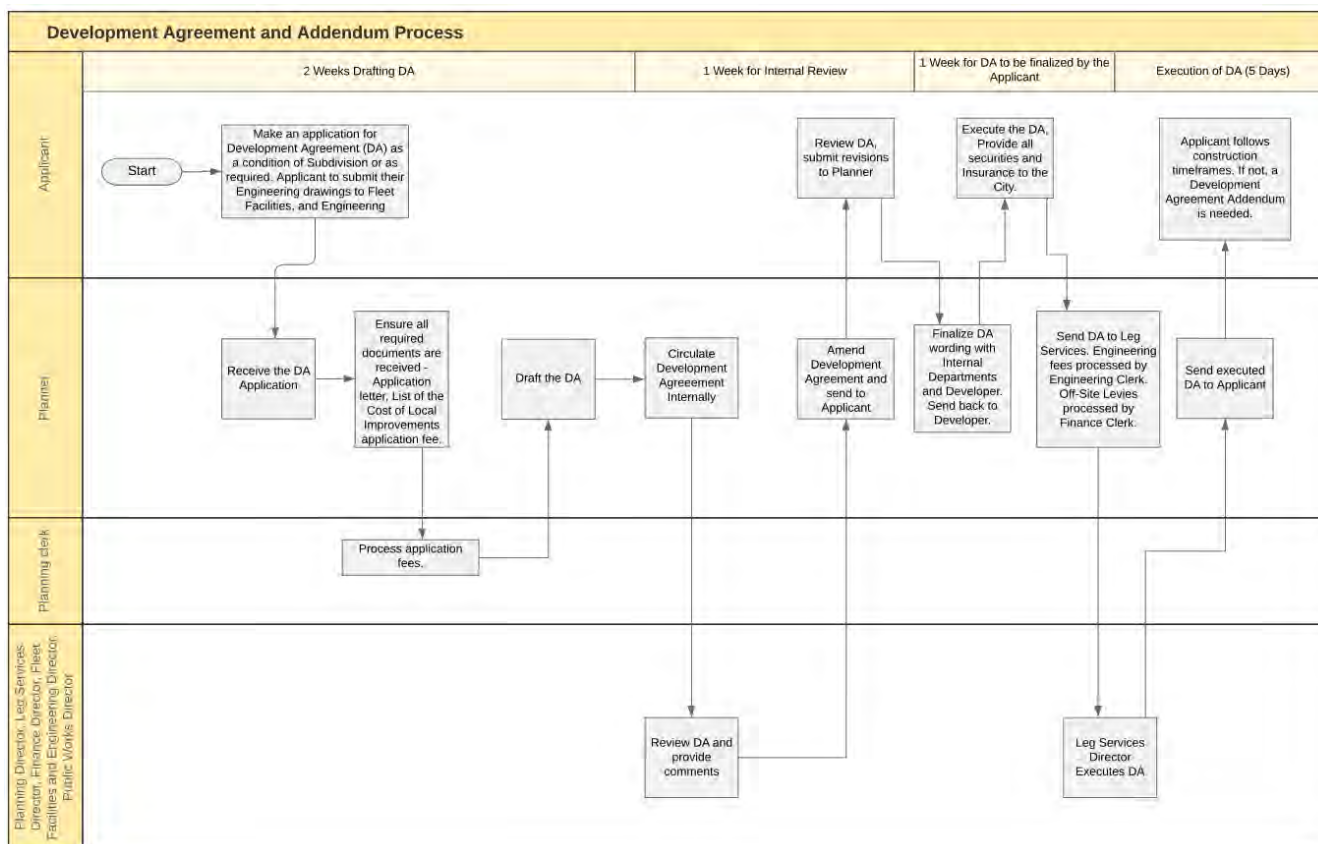 Development Agreement and Addendum Process
2 Weeks Drafting DA
1 Week for Internal Review
1 Week for DA to be finalized by the
Applicant
Execution of DA (5 Days)
Applicant
Start
Make an application for
Development Agreement (DA) as
a condition of Subdivision or as
required. Applicant to submit their
Engineering drawings to Fleet
Facilities, and Engineering
Review DA,
submit revisions
to Planner
Execute the DA,
Provide all
securities and
Insurance to the
City.
Applicant follows
construction
timeframes. If not, a
Development
Agreement Addendum
is needed.
Planner
Receive the DA
Application
Ensure all
required
documents are
received -
Application
letter, List of the
Cost of Local
Improvements
application fee.
Draft the DA
Circulate
Development
Agreeement
Internally
Amend
Development
Agreement and
send to
Applicant
Finalize DA
wording with
Internal
Departments
and Developer.
Send back to
Developer.
Send DA to Leg
Services. Engineering
fees processed by
Engineering Clerk.
Off-Site Levies
processed by
Finance Clerk.
Send executed
DA to Applicant
Planning clerk
Process application
fees.
Planning Director, Leg Services
Director, Finance Director, Fleet
Facilities and Engineering Director,
Public Works Director
Review DA and
provide
comments
Leg Services
Director
Executes DA